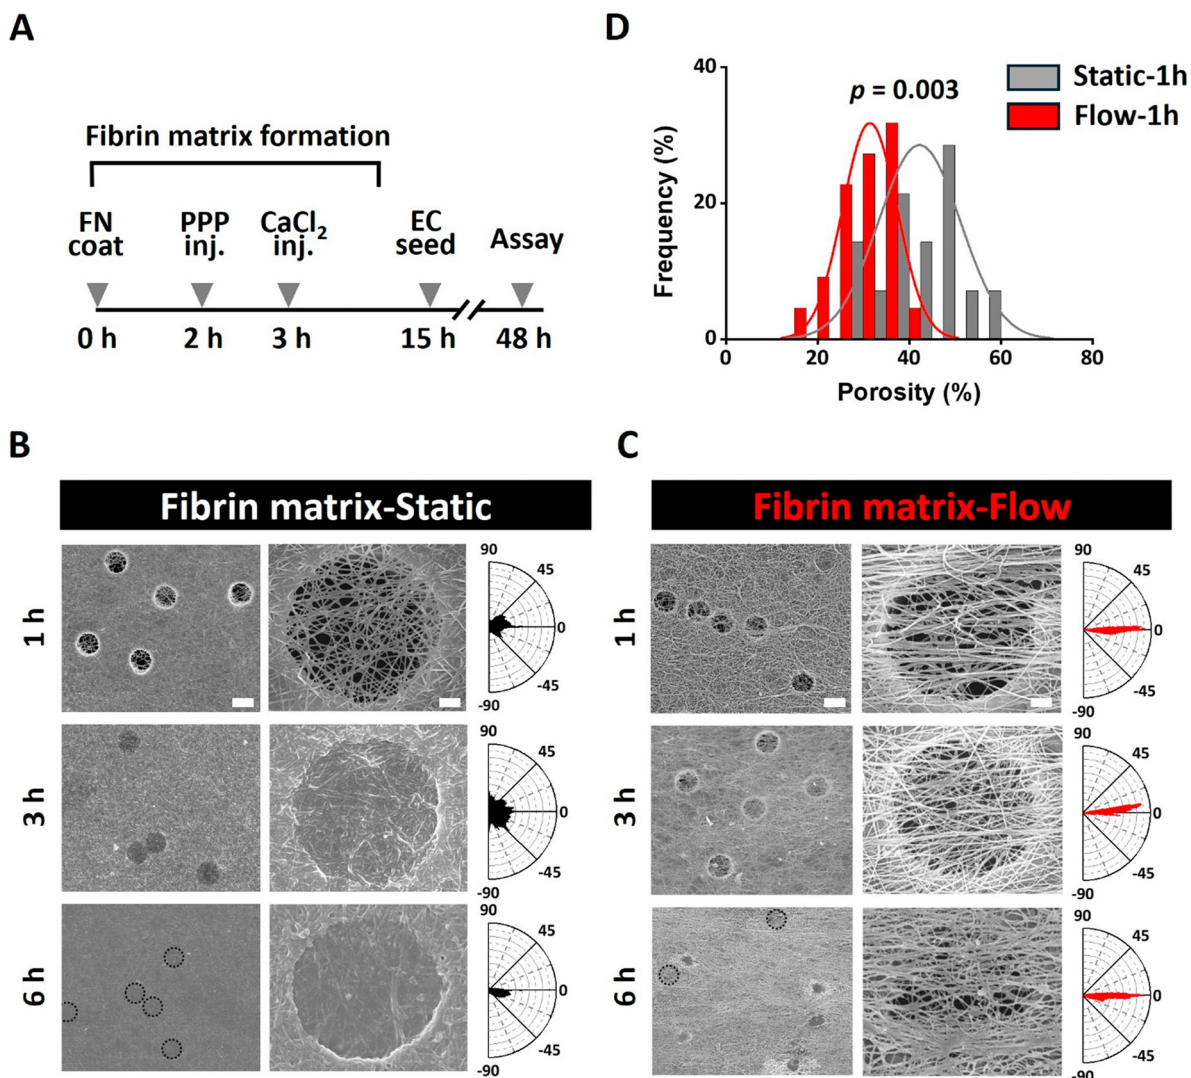 A
Fibrin matrix formation
FN coat
PPP inj.
CaCl2 inj.
EC seed
Assay
0 h
2 h
3 h
15 h
48 h
D
p = 0.003
Static-1h
Flow-1h
Frequency (%)
40
20
0
0
20
40
60
80
Porosity (%)
B
Fibrin matrix-Static
1 h
90
45
0
-45
-90
3 h
90
45
0
-45
-90
6 h
90
45
0
-45
-90
C
Fibrin matrix-Flow
1 h
90
45
0
-45
-90
3 h
90
45
0
-45
-90
6 h
90
45
0
-45
-90